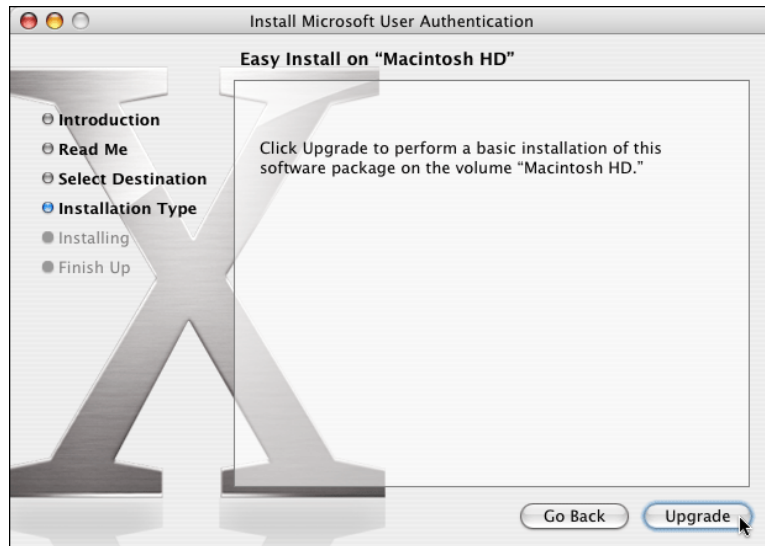 Install Microsoft User Authentication
Easy Install on “Macintosh HD”
Introduction
Read Me
Select Destination
Installation Type
Installing
Finish Up
Click Upgrade to perform a basic installation of this
software package on the volume “Macintosh HD.”
Go Back
Upgrade